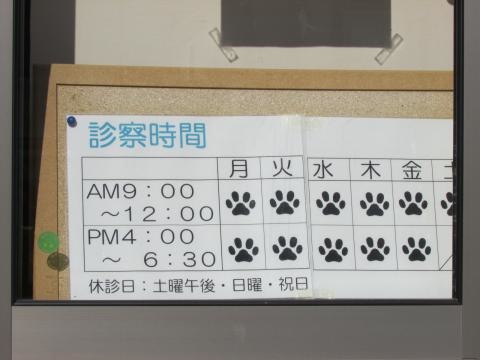 診察時間
月 火 水 木 金
AM9：00
～12：00
PM4：00
～ 6：30
休診日：土曜午後・日曜・祝日